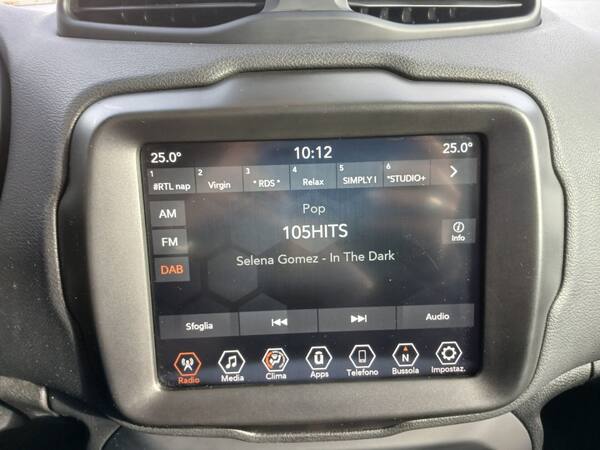 25.0° 10:12 25.0°
1 #RTL nap 2 Virgin 3 * RDS * 4 Relax 5 SIMPLY I 6 "STUDIO+
AM
Pop
105HITS
FM
i Info
Selena Gomez - In The Dark
DAB
Sfoglia Audio
Radio Media Clima Apps Telefono N Bussola Impostaz.